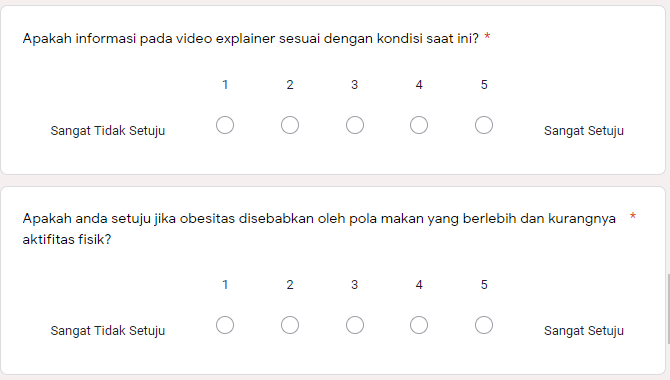 Apakah informasi pada video explainer sesuai dengan kondisi saat ini? *
1 2 3 4 5
Sangat Tidak Setuju Sangat Setuju
Apakah anda setuju jika obesitas disebabkan oleh pola makan yang berlebih dan kurangnya *
aktifitas fisik?
1 2 3 4 5
Sangat Tidak Setuju Sangat Setuju